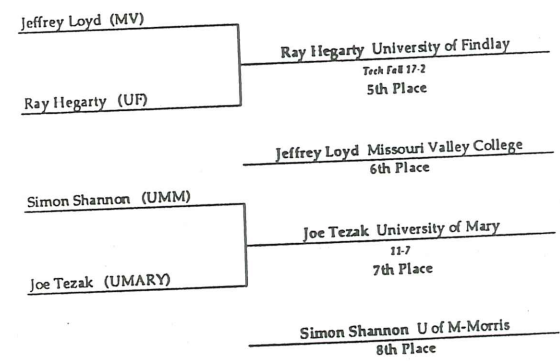 Jeffrey Loyd (MV)
Ray Hegarty University of Findlay
Tech Fall 17-2
5th Place
Ray Hegarty (UF)
Jeffrey Loyd Missouri Valley College
6th Place
Simon Shannon (UMM)
Joe Tezak University of Mary
11-7
7th Place
Joe Tezak (UMARY)
Simon Shannon U of M-Morris
8th Place